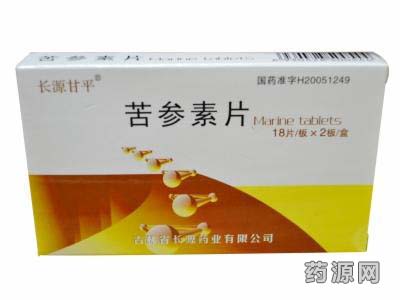 长源甘平®
国药准字H20051249
苦参素片
Marine tablets
18片/板×2板/盒
吉林省长源药业有限公司
药源网